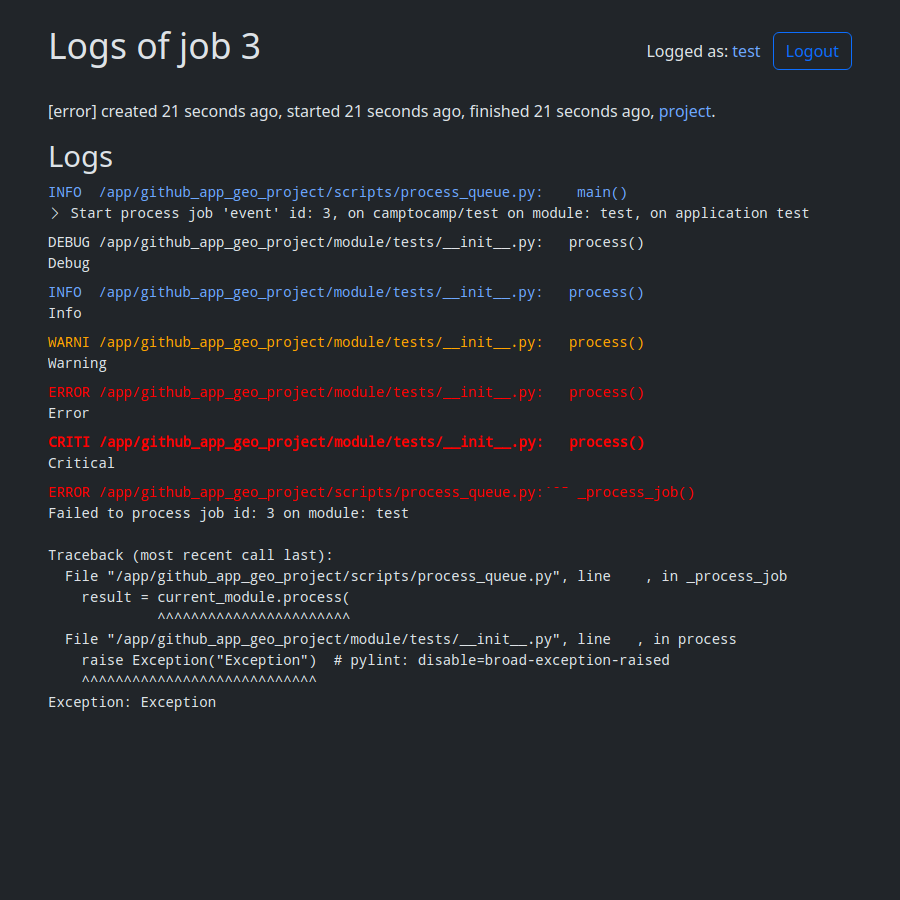 Logs of job 3
Logged as: test
Logout
[error] created 21 seconds ago, started 21 seconds ago, finished 21 seconds ago, project.
Logs
INFO  /app/github_app_geo_project/scripts/process_queue.py:    main()
> Start process job 'event' id: 3, on camptocamp/test on module: test, on application test
DEBUG /app/github_app_geo_project/module/tests/__init__.py:   process()
Debug
INFO  /app/github_app_geo_project/module/tests/__init__.py:   process()
Info
WARNI /app/github_app_geo_project/module/tests/__init__.py:   process()
Warning
ERROR /app/github_app_geo_project/module/tests/__init__.py:   process()
Error
CRITI /app/github_app_geo_project/module/tests/__init__.py:   process()
Critical
ERROR /app/github_app_geo_project/scripts/process_queue.py:    _process_job()
Failed to process job id: 3 on module: test
Traceback (most recent call last):
  File "/app/github_app_geo_project/scripts/process_queue.py", line    , in _process_job
    result = current_module.process(
             ^^^^^^^^^^^^^^^^^^^^^^^
  File "/app/github_app_geo_project/module/tests/__init__.py", line   , in process
    raise Exception("Exception")  # pylint: disable=broad-exception-raised
    ^^^^^^^^^^^^^^^^^^^^^^^^^^^^
Exception: Exception